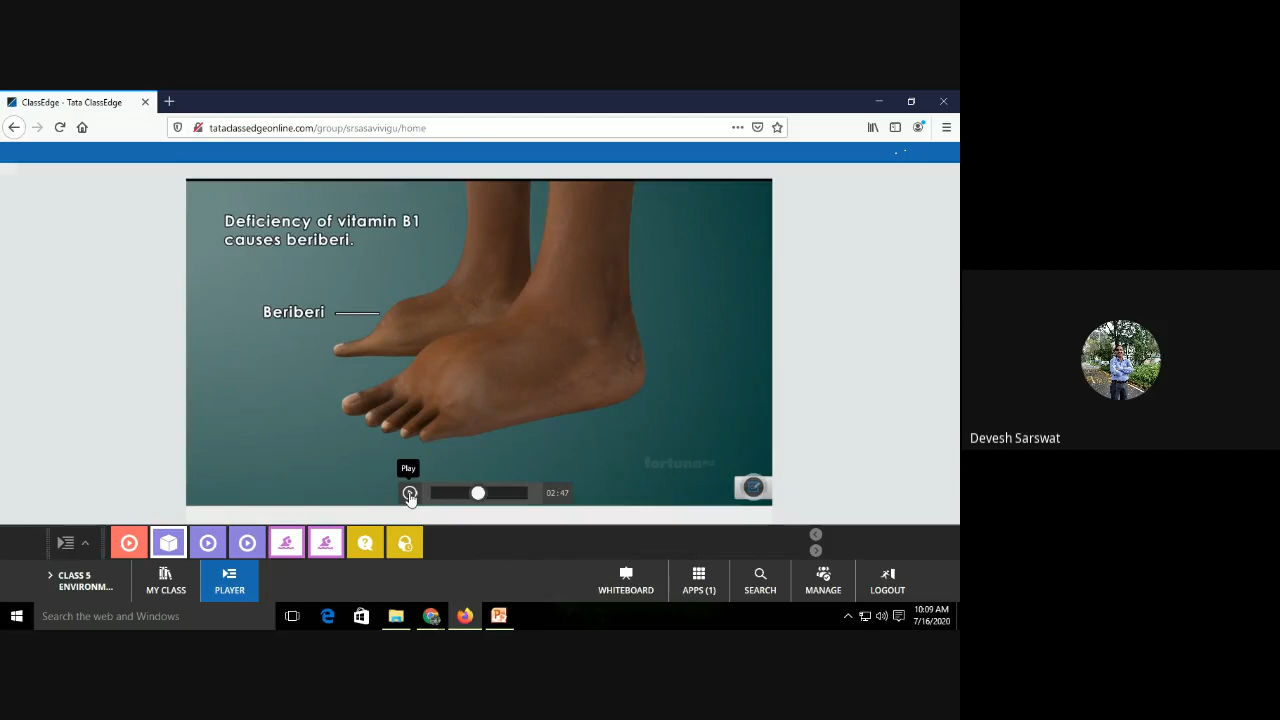 ClassEdge - Tata ClassEdge
tataclassedgeonline.com/group/srsasavivigu/home
Deficiency of vitamin B1
causes beriberi.
Beriberi
Play
02:47
Devesh Sarswat
CLASS 5
ENVIRONM...
MY CLASS
PLAYER
WHITEBOARD
APPS (1)
SEARCH
MANAGE
LOGOUT
Search the web and Windows
10:09 AM
7/16/2020